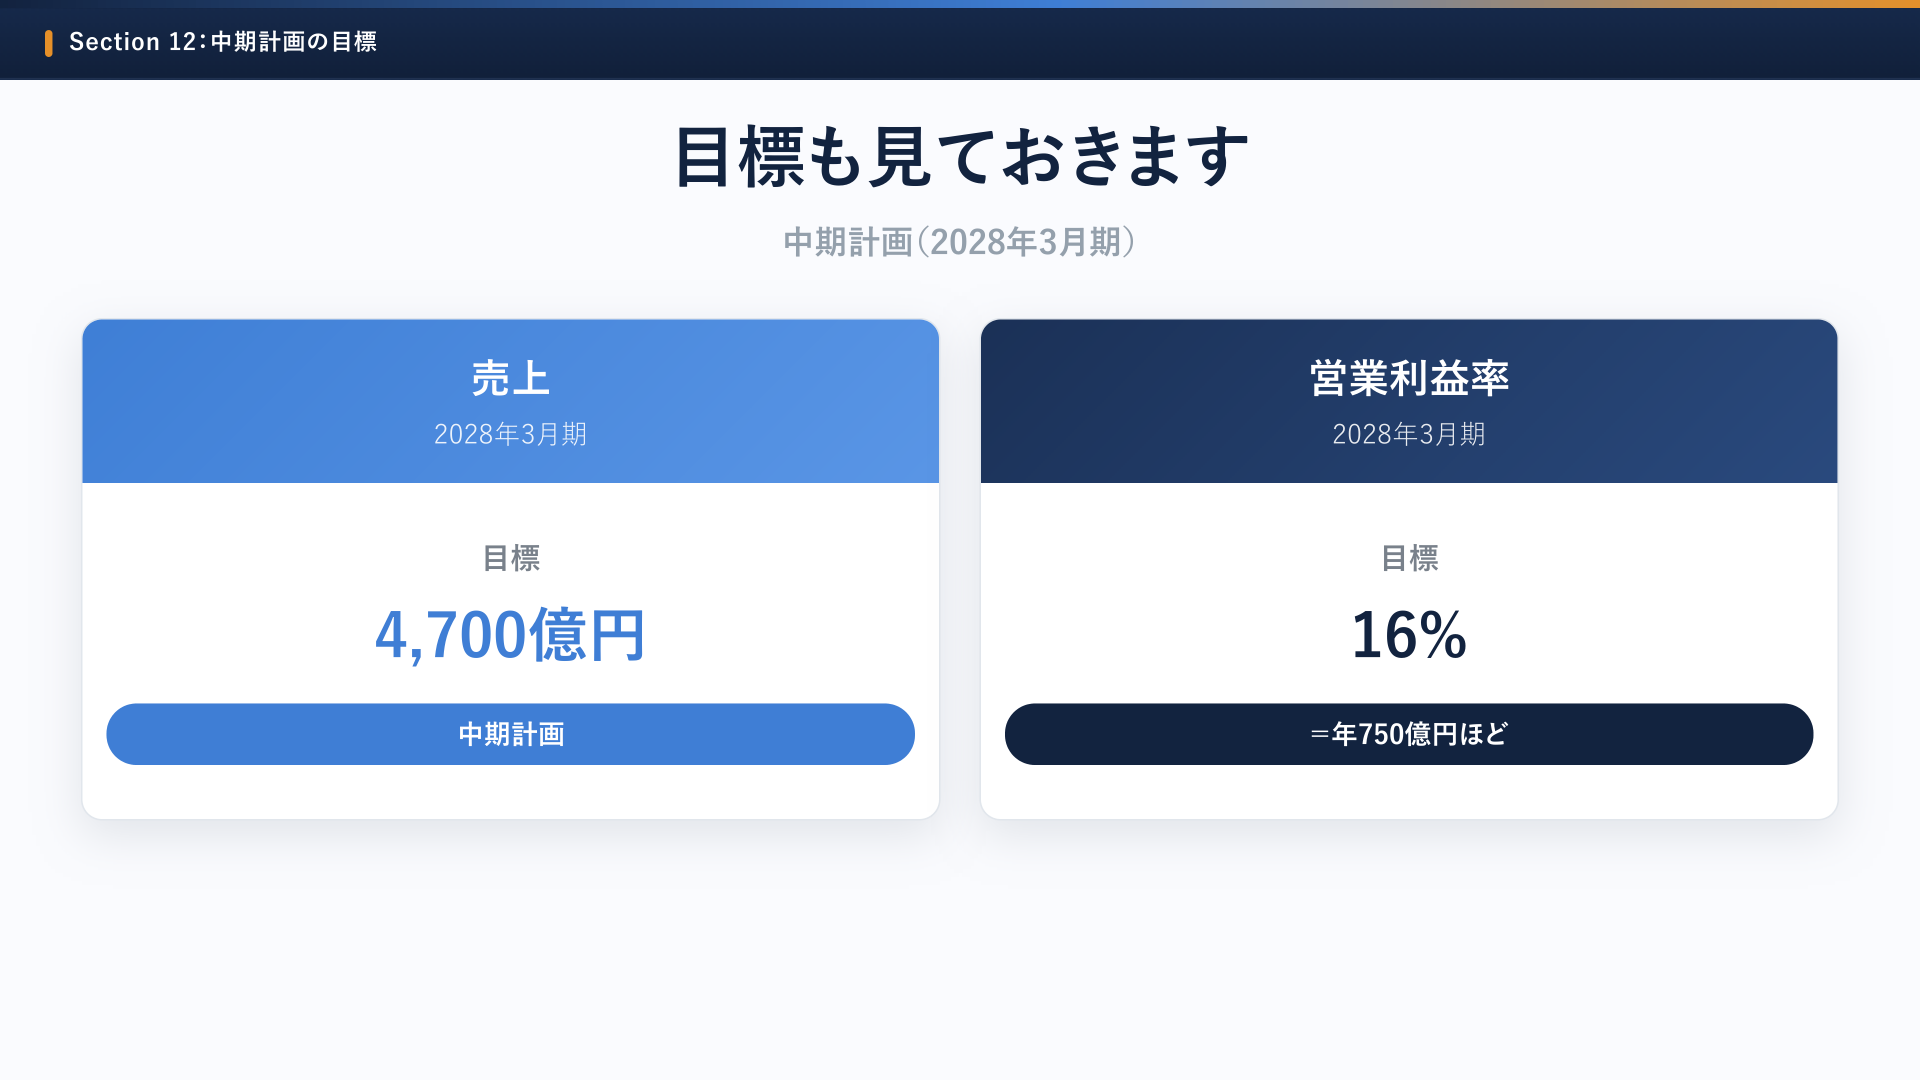 Section 12：中期計画の目標
目標も見ておきます
中期計画（2028年3月期）
売上
2028年3月期
目標
4,700億円
中期計画
営業利益率
2028年3月期
目標
16%
＝年750億円ほど